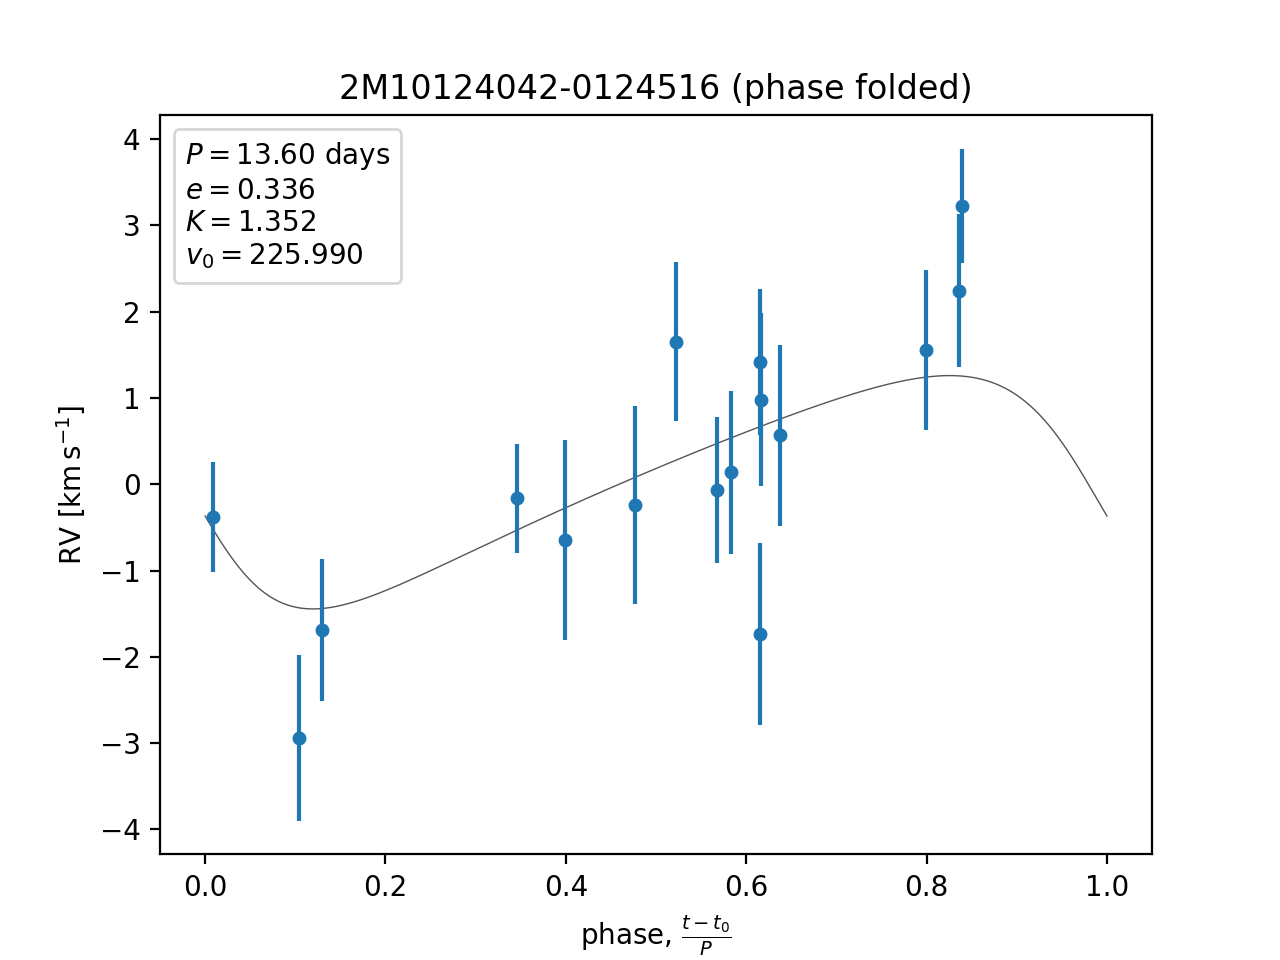 2M10124042-0124516 (phase folded)
P = 13.60 days
e = 0.336
K = 1.352
v₀ = 225.990
4
3
2
1
0
−1
−2
−3
−4
RV [km s⁻¹]
0.0 0.2 0.4 0.6 0.8 1.0
phase, (t − t₀)/P